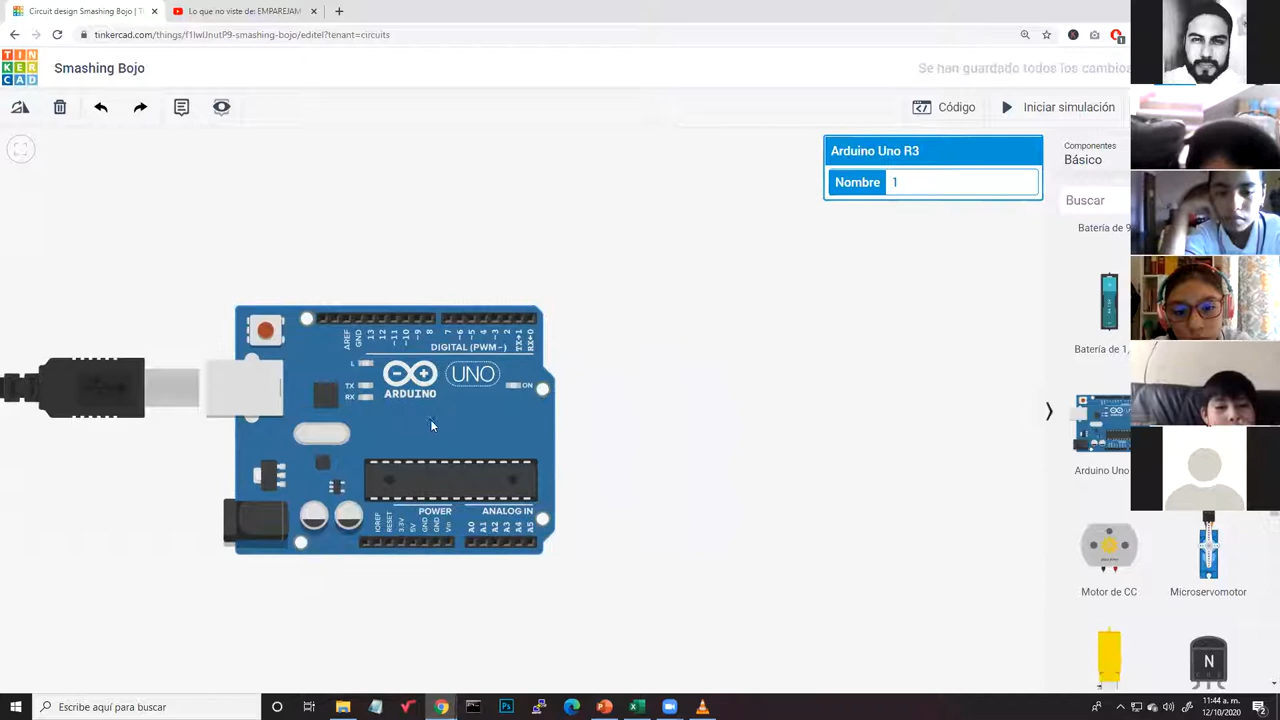 Circuit design Smashing Bojo | T
Lo que no viste de: EMPAREJAM
tinkercad.com/things/f1IwIJnutP9-smashing-bojo/editel?tenant=circuits
TIN
KER
CAD
Smashing Bojo
Se han guardado todos los cambios
Código
Iniciar simulación
Arduino Uno R3
Nombre
1
Componentes
Básico
Buscar
Batería de 9
Batería de 1,
Arduino Uno
Motor de CC
Microservomotor
N
AREF
GND
13
12
~11
~10
~9
8
7
~6
~5
4
~3
2
TX→1
RX←0
DIGITAL (PWM~)
L
TX
RX
ARDUINO
UNO
ON
POWER
ANALOG IN
IOREF
RESET
3.3V
5V
GND
GND
Vin
A0
A1
A2
A3
A4
A5
Escribe aquí para buscar
11:44 a. m.
12/10/2020
2